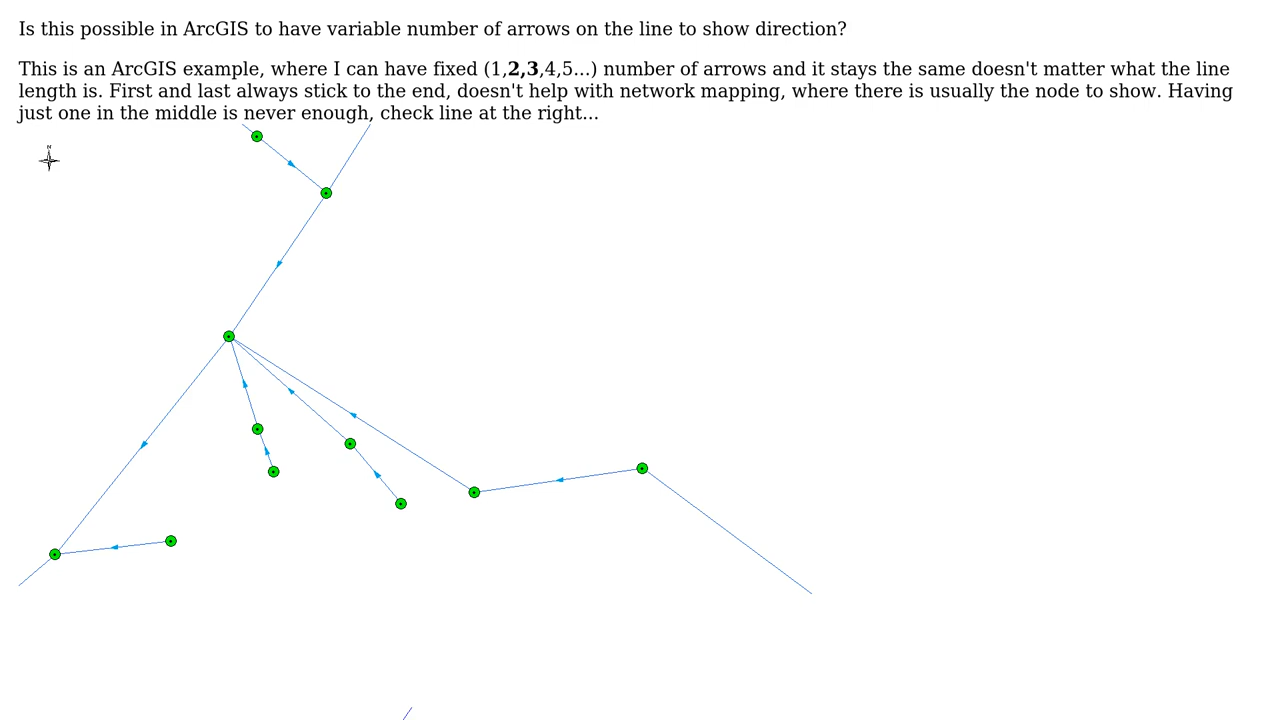 Is this possible in ArcGIS to have variable number of arrows on the line to show direction?
This is an ArcGIS example, where I can have fixed (1,2,3,4,5...) number of arrows and it stays the same doesn't matter what the line
length is. First and last always stick to the end, doesn't help with network mapping, where there is usually the node to show. Having
just one in the middle is never enough, check line at the right...
N